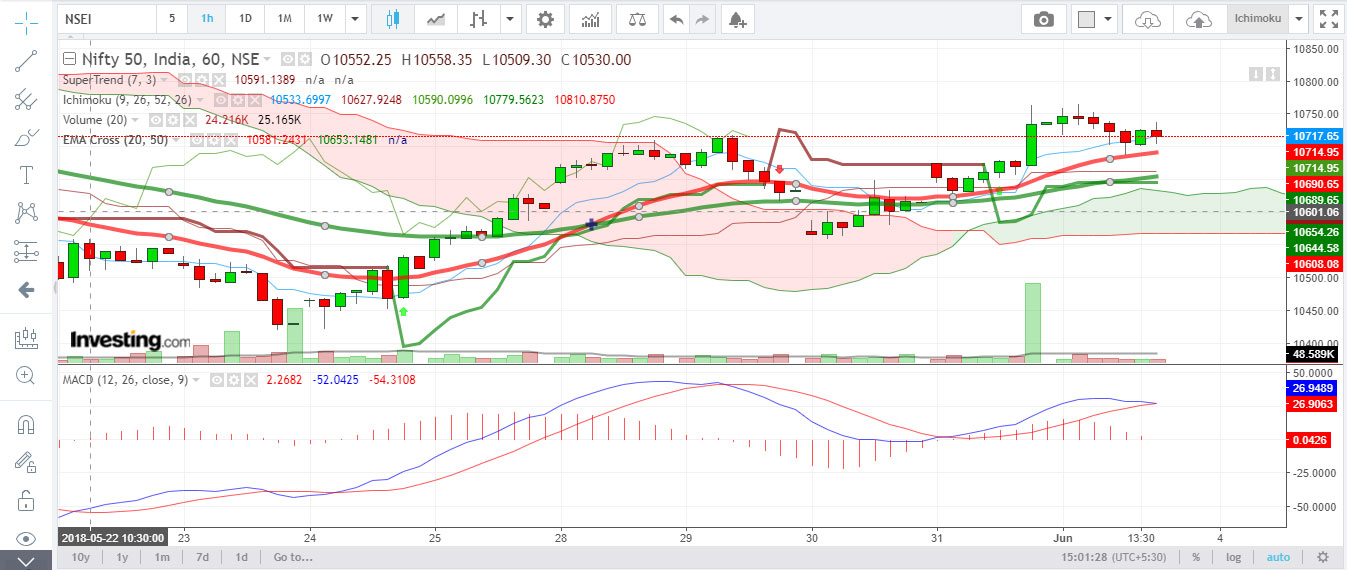 NSEI 5 1h 1D 1M 1W Ichimoku
Nifty 50, India, 60, NSE O10552.25 H10558.35 L10509.30 C10530.00
SuperTrend (7, 3) 10591.1389 n/a n/a
Ichimoku (9, 26, 52, 26) 10533.6997 10627.9248 10590.0996 10779.5623 10810.8750
Volume (20) 24.216K 25.165K
EMA Cross (20, 50) 10581.2431 10653.1481 n/a
10850.00
10800.00
10750.00
10717.65
10714.95
10714.95
10690.65
10689.65
10601.06
10654.26
10644.58
10608.08
10500.00
10450.00
10400.00
48.589K
Investing.com
MACD (12, 26, close, 9) 2.2682 -52.0425 -54.3108
50.0000
26.9489
26.9063
0.0426
-25.0000
-50.0000
2018-05-22 10:30:00 23 24 25 28 29 30 31 Jun 13:30 4
10y 1y 1m 7d 1d Go to... 15:01:28 (UTC+5:30) % log auto